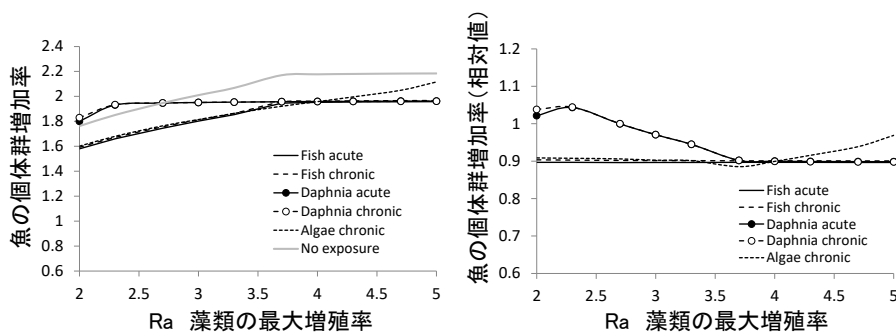 魚の個体群増加率
2.4
2.2
2
1.8
1.6
1.4
1.2
1
0.8
0.6
2
2.5
3
3.5
4
4.5
5
Fish acute
Fish chronic
Daphnia acute
Daphnia chronic
Algae chronic
No exposure
Ra 藻類の最大増殖率
魚の個体群増加率(相対値)
1.2
1.1
1
0.9
0.8
0.7
0.6
2
2.5
3
3.5
4
4.5
5
Fish acute
Fish chronic
Daphnia acute
Daphnia chronic
Algae chronic
Ra 藻類の最大増殖率